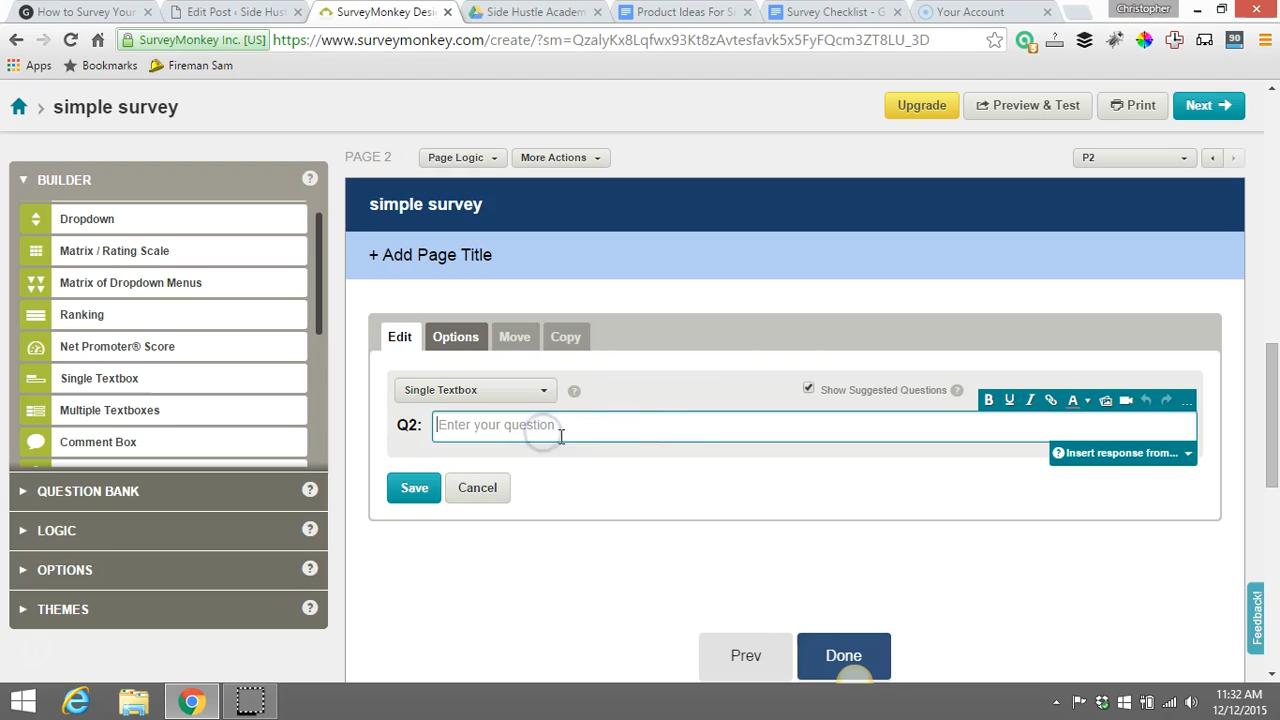 How to Survey Your
Edit Post ‹ Side Hust
SurveyMonkey Desi
Side Hustle Academ
Product Ideas For S
Survey Checklist - G
Your Account
Christopher
SurveyMonkey Inc. [US]
https://www.surveymonkey.com/create/?sm=QzalyKx8Lqfwx93Kt8zAvtesfavk5x5FyFQcm3ZT8LU_3D
5
90
Apps
Bookmarks
Fireman Sam
simple survey
Upgrade
Preview & Test
Print
Next
PAGE 2
Page Logic
More Actions
P2
BUILDER
Dropdown
Matrix / Rating Scale
Matrix of Dropdown Menus
Ranking
Net Promoter® Score
Single Textbox
Multiple Textboxes
Comment Box
QUESTION BANK
LOGIC
OPTIONS
THEMES
simple survey
+ Add Page Title
Edit
Options
Move
Copy
Single Textbox
Show Suggested Questions
B U I A ...
Q2:
Enter your question
Insert response from...
Save
Cancel
Prev
Done
Feedback!
11:32 AM
12/12/2015